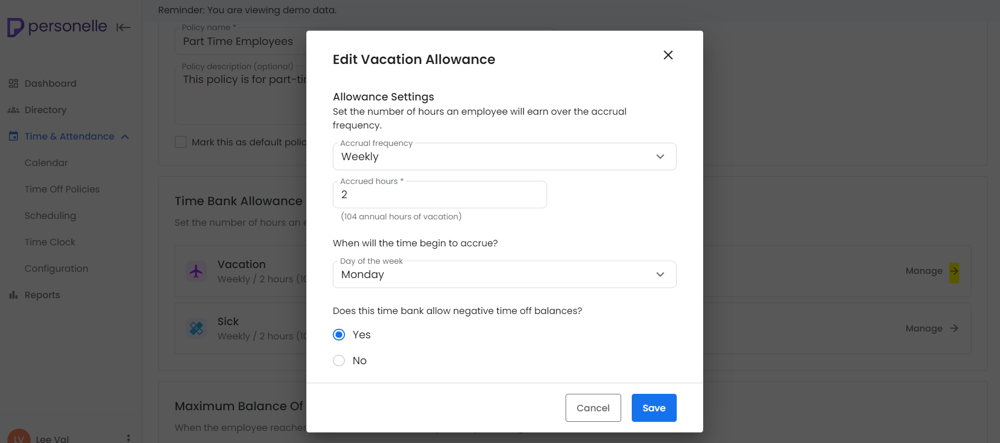 Reminder: You are viewing demo data.
personelle
Dashboard
Directory
Time & Attendance
Calendar
Time Off Policies
Scheduling
Time Clock
Configuration
Reports
LV
Lee Val
Policy name *
Part Time Employees
Policy description (optional)
This policy is for
Mark this as default
Time Bank Allowance
Set the number of hours an
Vacation
Weekly / 2 hours
Manage
Sick
Weekly / 2 hours
Manage
Maximum Balance Of
When the employee reaches
Edit Vacation Allowance
Allowance Settings
Set the number of hours an employee will earn over the accrual
frequency.
Accrual frequency
Weekly
Accrued hours *
2
(104 annual hours of vacation)
When will the time begin to accrue?
Day of the week
Monday
Does this time bank allow negative time off balances?
Yes
No
Cancel
Save